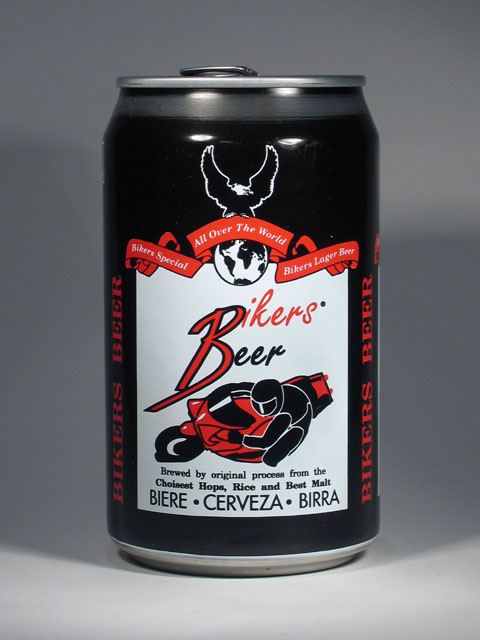 All Over The World
Bikers Special
Bikers Lager Beer
Bikers®
Beer
Brewed by original process from the
Choisest Hops, Rice and Best Malt
BIERE • CERVEZA • BIRRA
BIKERS BEER
BIKERS BEER